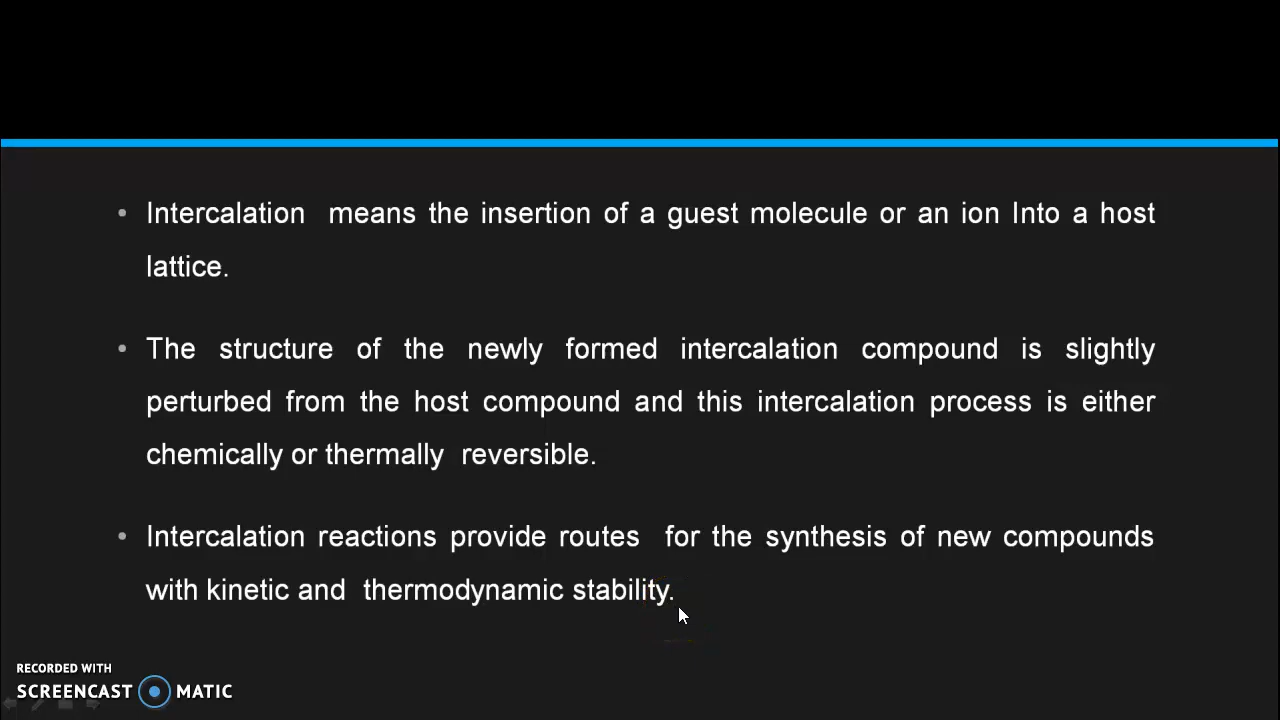 • Intercalation means the insertion of a guest molecule or an ion Into a host
lattice.
• The structure of the newly formed intercalation compound is slightly
perturbed from the host compound and this intercalation process is either
chemically or thermally reversible.
• Intercalation reactions provide routes for the synthesis of new compounds
with kinetic and thermodynamic stability.
RECORDED WITH
SCREENCAST MATIC